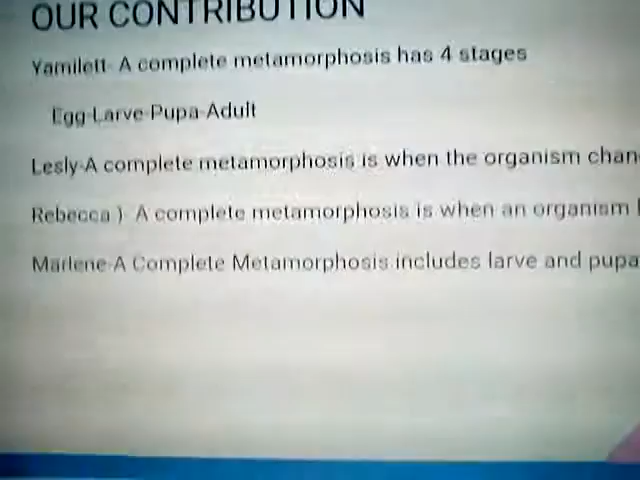 OUR CONTRIBUTION
Yamilett- A complete metamorphosis has 4 stages
Egg-Larve-Pupa-Adult
Lesly-A complete metamorphosis is when the organism chan
Rebecca ) A complete metamorphosis is when an organism
Marlene-A Complete Metamorphosis includes larve and pupa